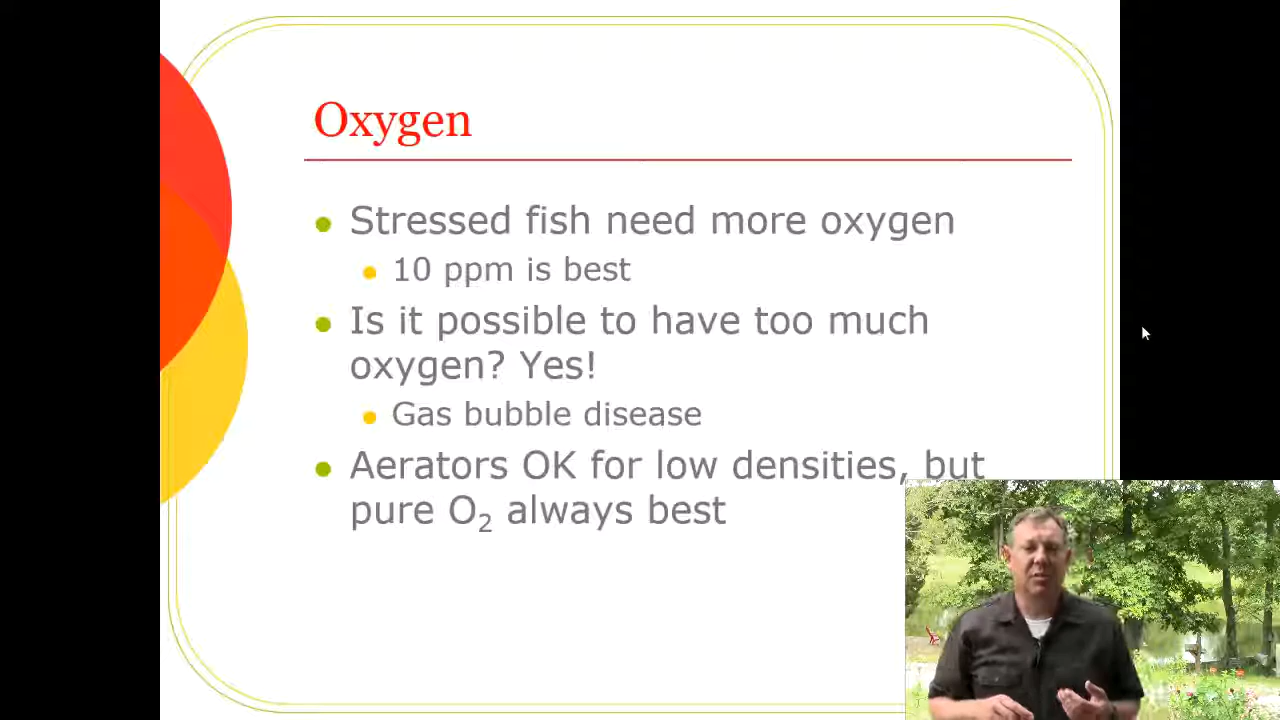 Oxygen
Stressed fish need more oxygen
10 ppm is best
Is it possible to have too much
oxygen? Yes!
Gas bubble disease
Aerators OK for low densities, but
pure O₂ always best